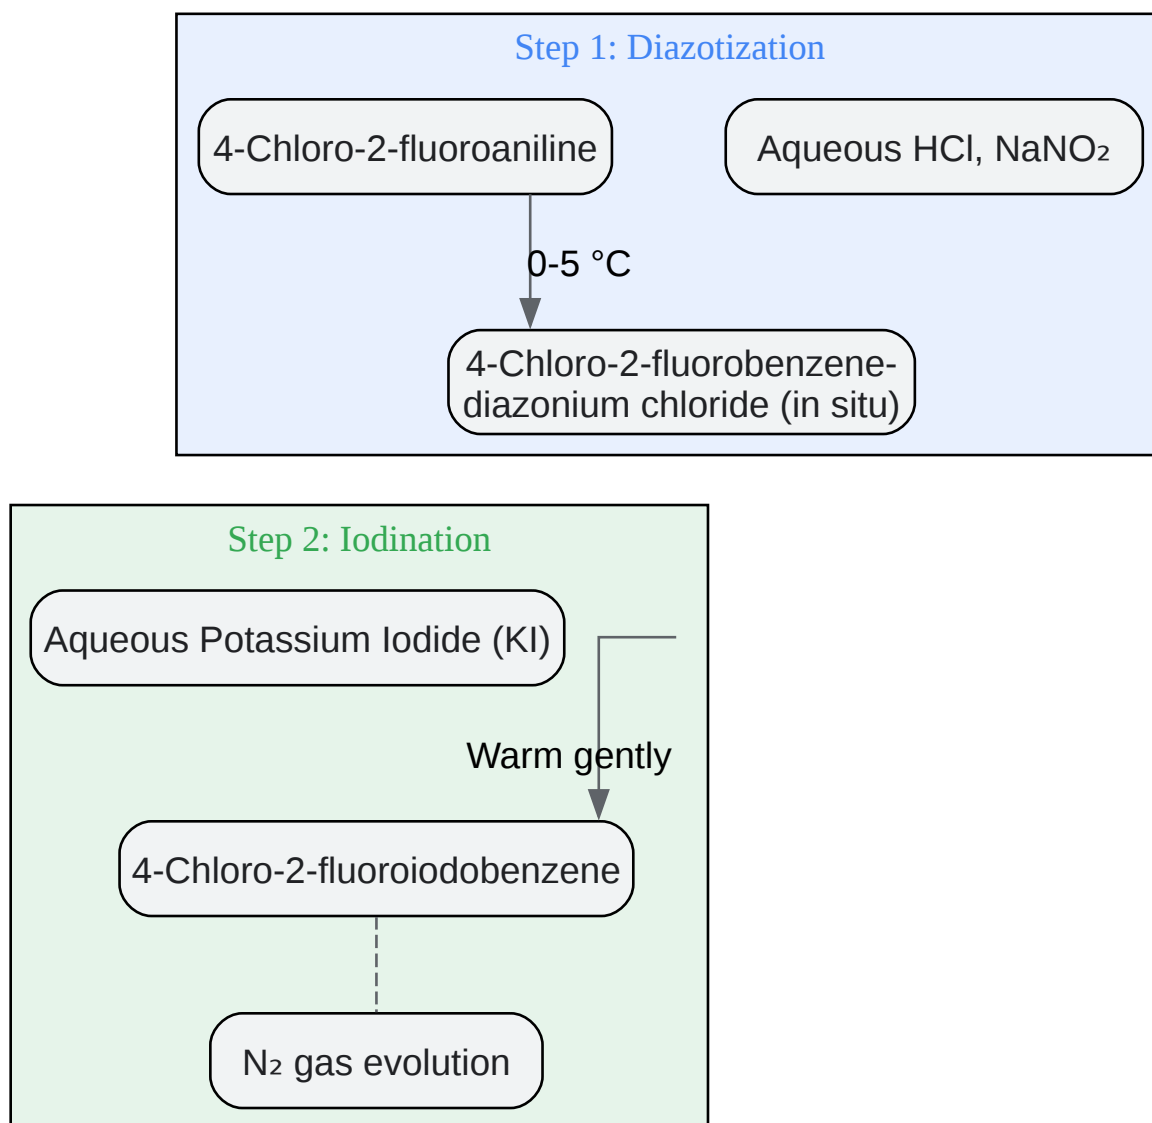 Step 1: Diazotization
4-Chloro-2-fluoroaniline
Aqueous HCl, NaNO₂
0-5 °C
4-Chloro-2-fluorobenzene-
diazonium chloride (in situ)
Step 2: Iodination
Aqueous Potassium Iodide (KI)
Warm gently
4-Chloro-2-fluoroiodobenzene
N₂ gas evolution